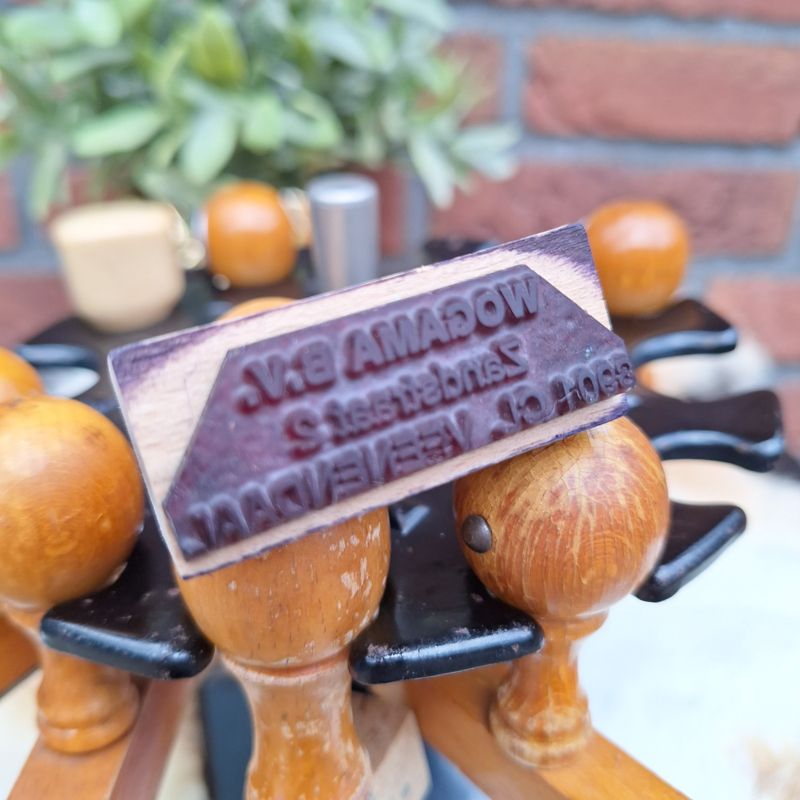 WOGAMA B.V.
Zandstraat 2
3901 CL VEENENDAAL